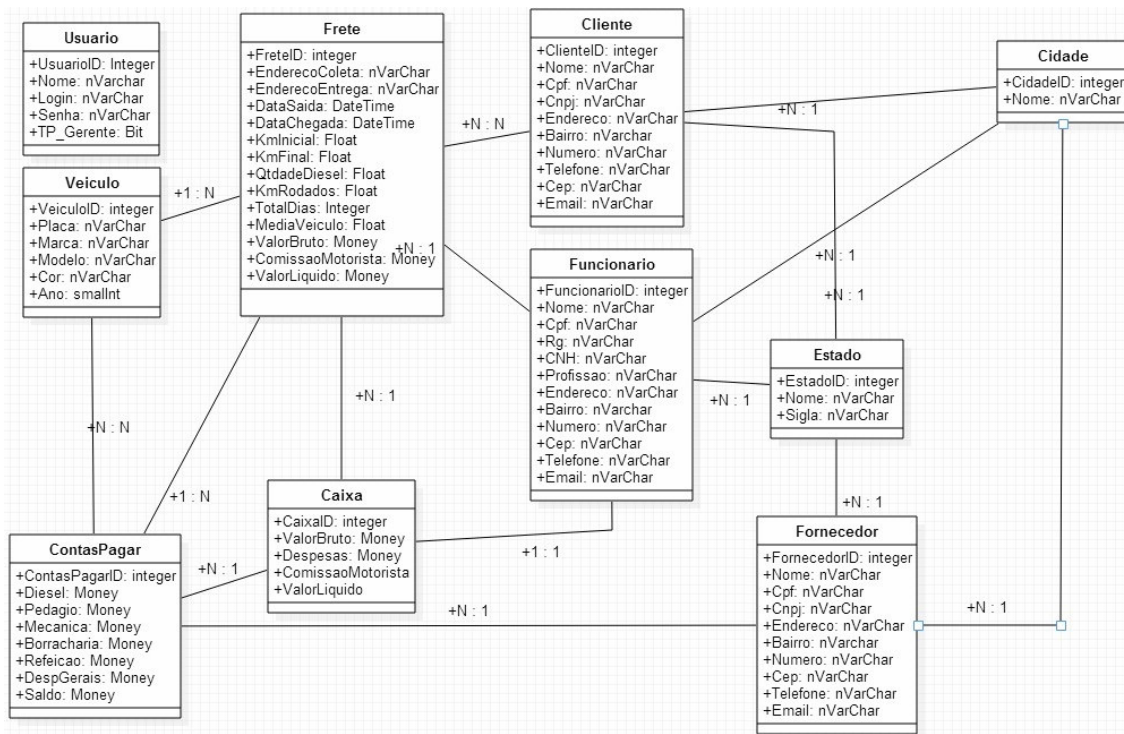 Usuario
+UsuarioID: Integer
+Nome: nVarchar
+Login: nVarChar
+Senha: nVarChar
+TP_Gerente: Bit
Veiculo
+VeiculoID: integer
+Placa: nVarChar
+Marca: nVarChar
+Modelo: nVarChar
+Cor: nVarChar
+Ano: smalInt
Frete
+FreteID: integer
+EnderecoColeta: nVarChar
+EnderecoEntrega: nVarChar
+DataSaida: DateTime
+DataChegada: DateTime
+KmInicial: Float
+KmFinal: Float
+QtdadeDiesel: Float
+KmRodados: Float
+TotalDias: Integer
+MediaVeiculo: Float
+ValorBruto: Money
+ComissaoMotorista: Money
+ValorLiquido: Money
Cliente
+ClienteID: integer
+Nome: nVarChar
+Cpf: nVarChar
+Cnpj: nVarChar
+Endereco: nVarChar
+Bairro: nVarchar
+Numero: nVarChar
+Telefone: nVarChar
+Cep: nVarChar
+Email: nVarChar
Cidade
+CidadeID: integer
+Nome: nVarChar
+N : N
+N : 1
+1 : N
+N : 1
+N : 1
+N : 1
Funcionario
+FuncionarioID: integer
+Nome: nVarChar
+Cpf: nVarChar
+Rg: nVarChar
+CNH: nVarChar
+Profissao: nVarChar
+Endereco: nVarChar
+Bairro: nVarchar
+Numero: nVarChar
+Cep: nVarChar
+Telefone: nVarChar
+Email: nVarChar
Estado
+EstadoID: integer
+Nome: nVarChar
+Sigla: nVarChar
+N : 1
+N : 1
+N : N
+1 : N
+N : 1
Caixa
+CaixaID: integer
+ValorBruto: Money
+Despesas: Money
+ComissaoMotorista
+ValorLiquido
+1 : 1
ContasPagar
+ContasPagarID: integer
+Diesel: Money
+Pedagio: Money
+Mecanica: Money
+Borracharia: Money
+Refeicao: Money
+DespGerais: Money
+Saldo: Money
+N : 1
+N : 1
Fornecedor
+FornecedorID: integer
+Nome: nVarChar
+Cpf: nVarChar
+Cnpj: nVarChar
+Endereco: nVarChar
+Bairro: nVarchar
+Numero: nVarChar
+Cep: nVarChar
+Telefone: nVarChar
+Email: nVarChar
+N : 1